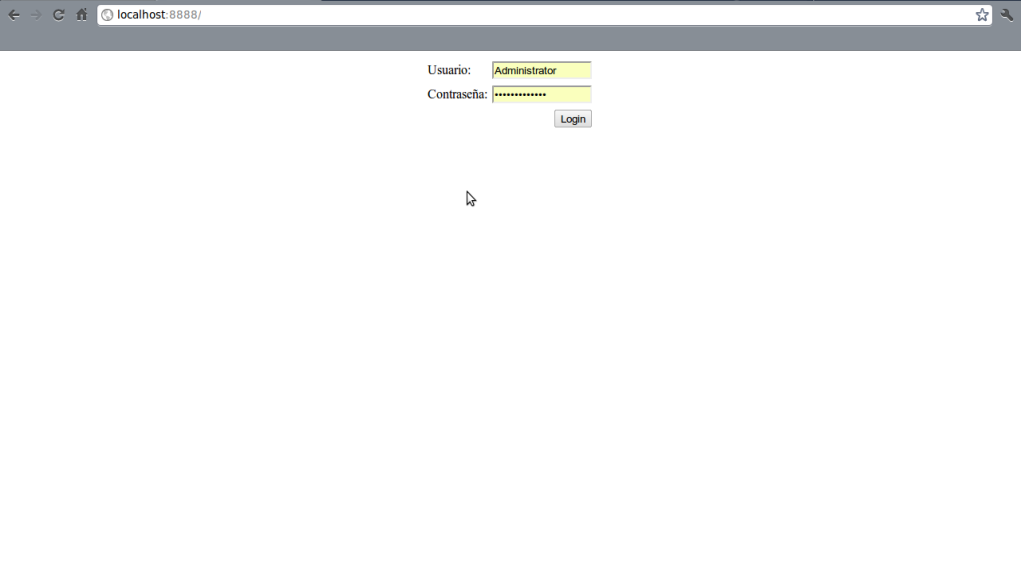 localhost:8888/
Usuario: Administrator
Contraseña: •••••••••••••
Login